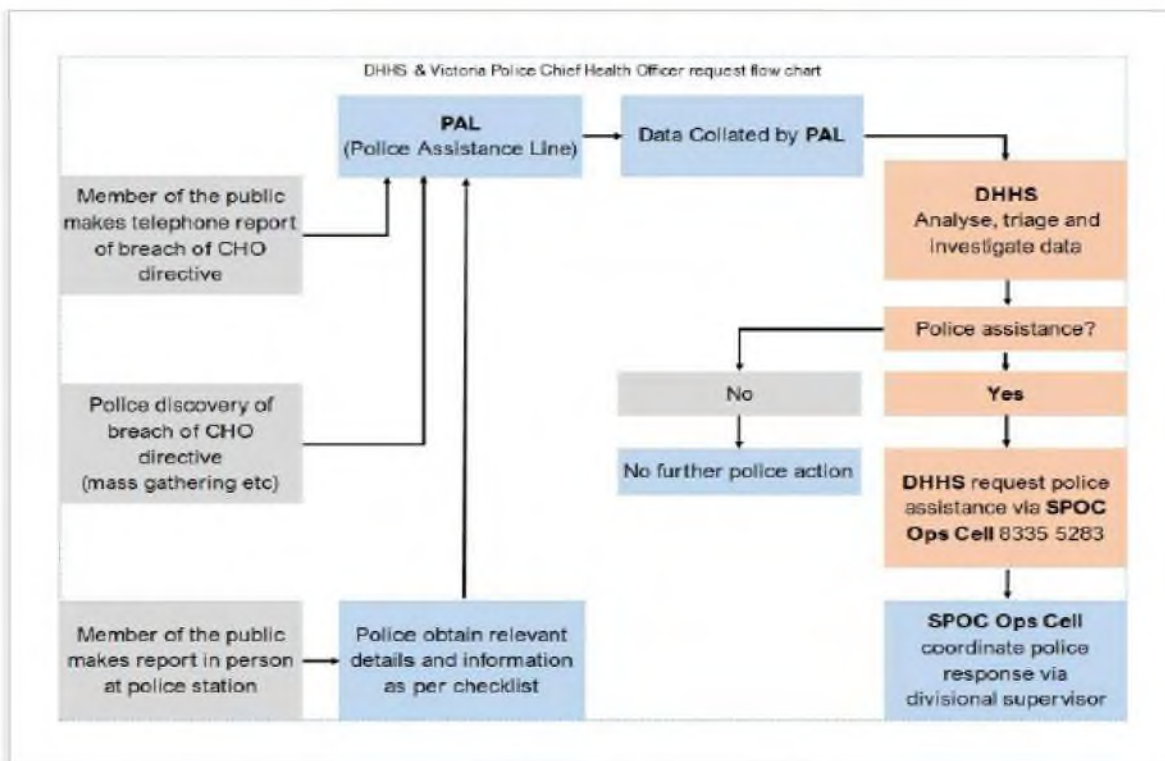 DHHS & Victoria Police Chief Health Officer request flow chart
PAL
(Police Assistance Line)
Data Collated by PAL
Member of the public
makes telephone report
of breach of CHO
directive
DHHS
Analyse, triage and
investigate data
Police assistance?
Police discovery of
breach of CHO
directive
(mass gathering etc)
No
Yes
No further police action
DHHS request police
assistance via SPOC
Ops Cell 8335 5283
Member of the public
makes report in person
at police station
Police obtain relevant
details and information
as per checklist
SPOC Ops Cell
coordinate police
response via
divisional supervisor